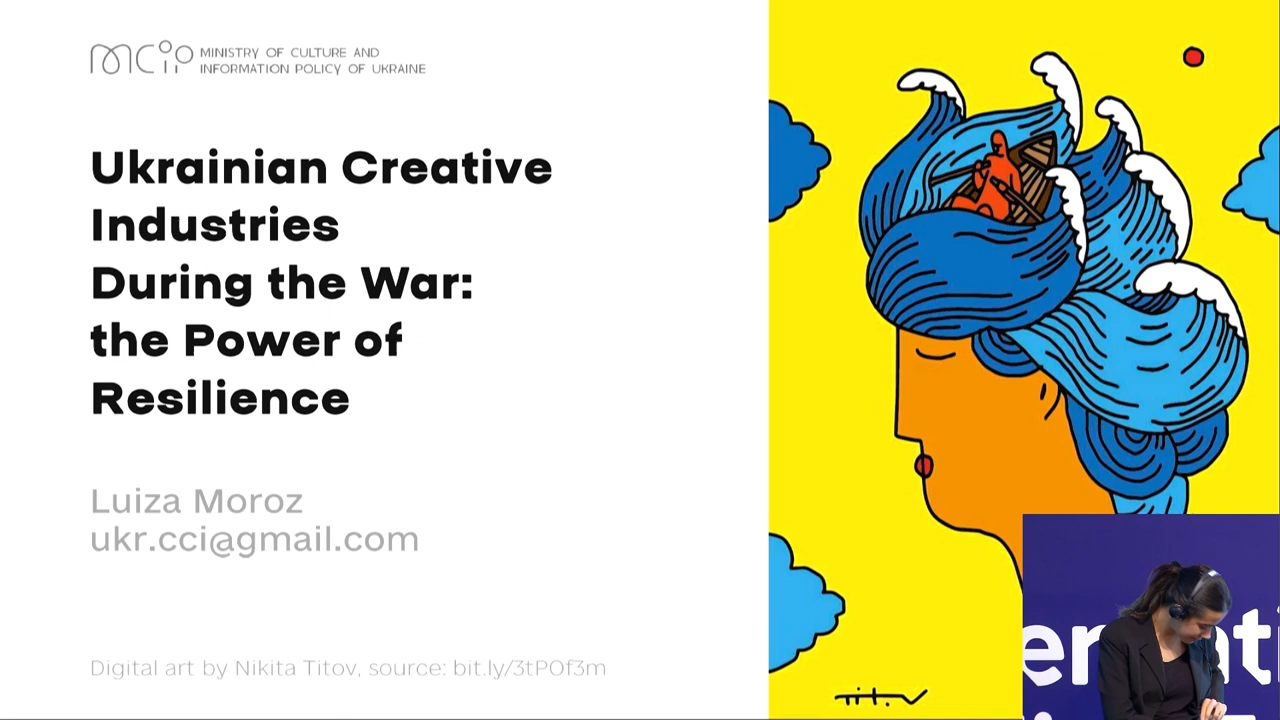 mcip MINISTRY OF CULTURE AND
INFORMATION POLICY OF UKRAINE
Ukrainian Creative
Industries
During the War:
the Power of
Resilience
Luiza Moroz
ukr.cci@gmail.com
Digital art by Nikita Titov, source: bit.ly/3tPOf3m